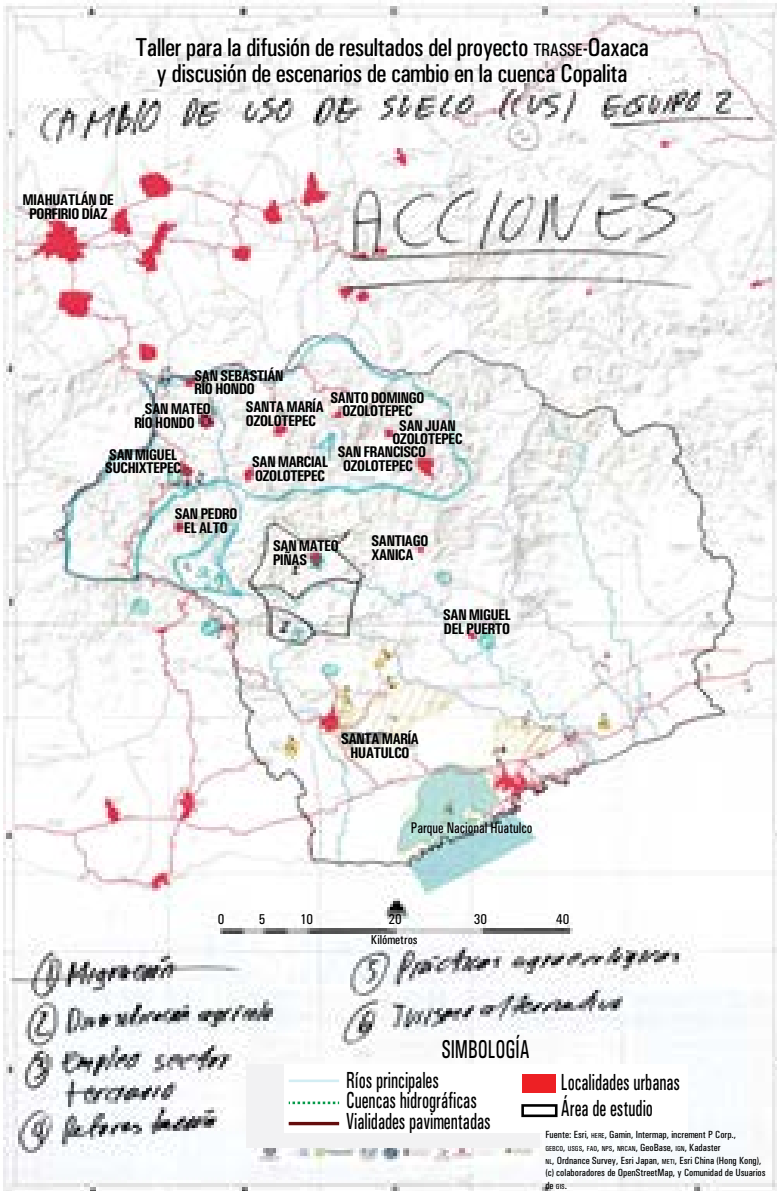 Taller para la difusión de resultados del proyecto TRASSE-Oaxaca
y discusión de escenarios de cambio en la cuenca Copalita
CAMBIO DE USO DE SUELO (CUS) EQUIPO 2
ACCIONES
MIAHUATLÁN DE
PORFIRIO DÍAZ
SAN SEBASTIÁN
RÍO HONDO
SAN MATEO
RÍO HONDO
SANTA MARÍA
OZOLOTEPEC
SANTO DOMINGO
OZOLOTEPEC
SAN JUAN
OZOLOTEPEC
SAN MIGUEL
SUCHIXTEPEC
SAN MARCIAL
OZOLOTEPEC
SAN FRANCISCO
OZOLOTEPEC
SAN PEDRO
EL ALTO
SAN MATEO
PIÑAS
SANTIAGO
XANICA
SAN MIGUEL
DEL PUERTO
SANTA MARÍA
HUATULCO
Parque Nacional Huatulco
0 5 10 20 30 40
Kilómetros
① Migración
② agrícola
③ Empleo sector
terciario
④
⑤ Prácticas agroecológicas
⑥ Turismo alternativo
SIMBOLOGÍA
Ríos principales
Cuencas hidrográficas
Vialidades pavimentadas
Localidades urbanas
Área de estudio
Fuente: Esri, HERE, Gamin, Intermap, increment P Corp.,
GEBCO, USGS, FAO, NPS, NRCAN, GeoBase, IGN, Kadaster
NL, Ordnance Survey, Esri Japan, METI, Esri China (Hong Kong),
(c) colaboradores de OpenStreetMap, y Comunidad de Usuarios
de GIS.